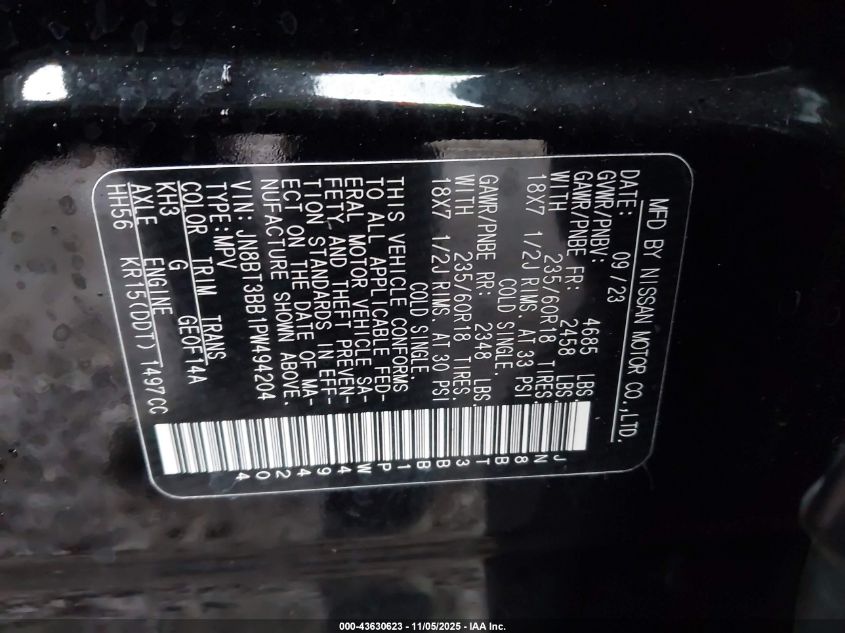 MFD BY NISSAN MOTOR CO.,LTD.
DATE: 09/23
GVWR/PNBV: 4685 LBS.
GAWR/PNBE FR: 2458 LBS.
WITH 235/60R18 TIRES.
18X7 1/2J RIMS. AT 33 PSI
COLD SINGLE.
GAWR/PNBE RR: 2348 LBS.
WITH 235/60R18 TIRES.
18X7 1/2J RIMS. AT 30 PSI
COLD SINGLE.
THIS VEHICLE CONFORMS
TO ALL APPLICABLE FED-
ERAL MOTOR VEHICLE SA-
FETY AND THEFT PREVEN-
TION STANDARDS IN EFF-
ECT ON THE DATE OF MA-
NUFACTURE SHOWN ABOVE.
VIN: JN8BT3BB1PW494204
TYPE:MPV
COLOR TRIM TRANS
KH3 G GEOF14A
AXLE ENGINE
HH56 KR15(DDT) 1497CC
JN8BT3BB1PW494204
000-43630623 - 11/05/2025 - IAA Inc.